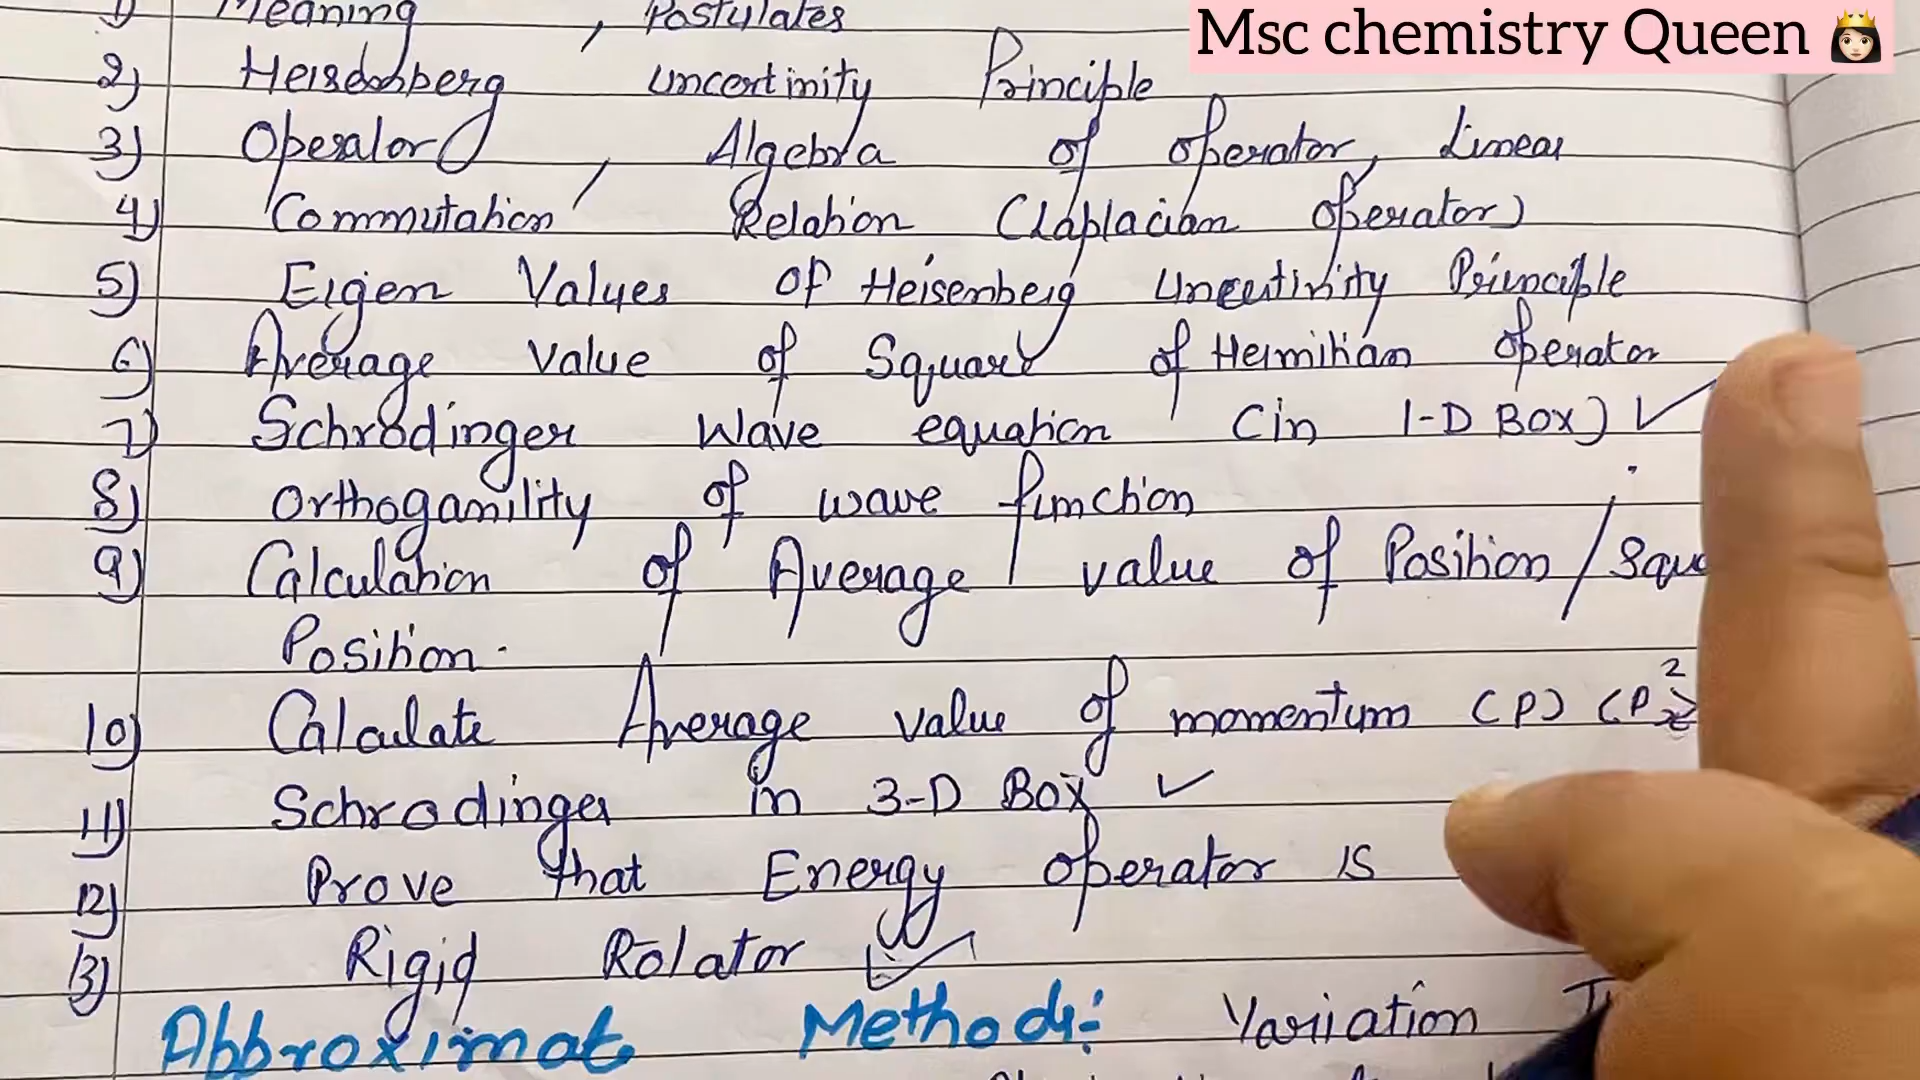 1) Meaning , Postulates
Msc chemistry Queen 👸🏻
2) Heisdosberg uncertinity Principle
3) Operator , Algebra of operator, Linear
4) Commutation Relation (Laplacian operator)
5) Eigen Values of Heisenberg Uncertinity Principle
6) Average value of Square of Hermitian operator
7) Schrodinger Wave equation (in 1-D Box) ✓
8) Orthoganility of wave function
9) Calculation of Average value of Position / Squ
Position.
10) Calculate Average value of momentum (P) (P²)
11) Schrodinger in 3-D Box ✓
12) Prove that Energy operator is
13) Rigid Rotator ✓
Approximat Methods:- Variation